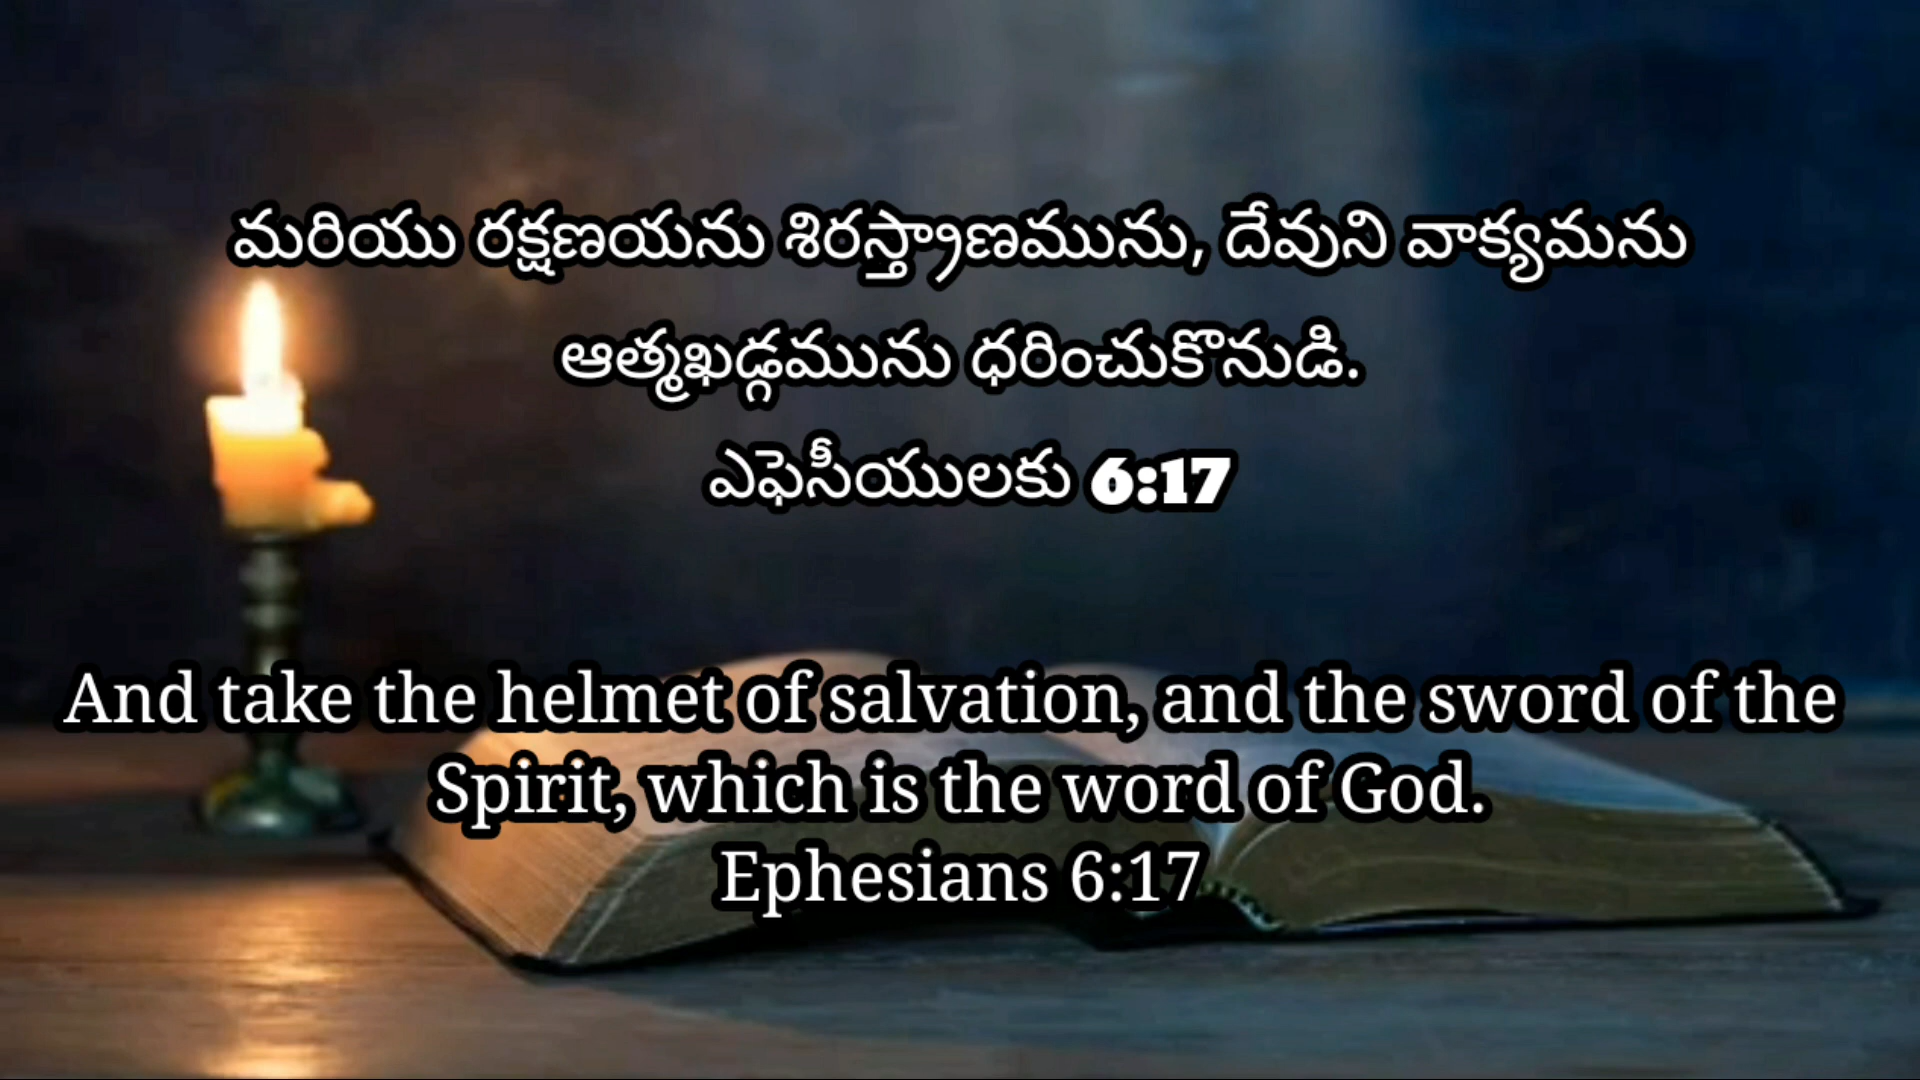 మరియు రక్షణయను శిరస్త్రాణమును, దేవుని వాక్యమను
ఆత్మఖడ్గమును ధరించుకొనుడి.
ఎఫెసీయులకు 6:17
And take the helmet of salvation, and the sword of the
Spirit, which is the word of God.
Ephesians 6:17